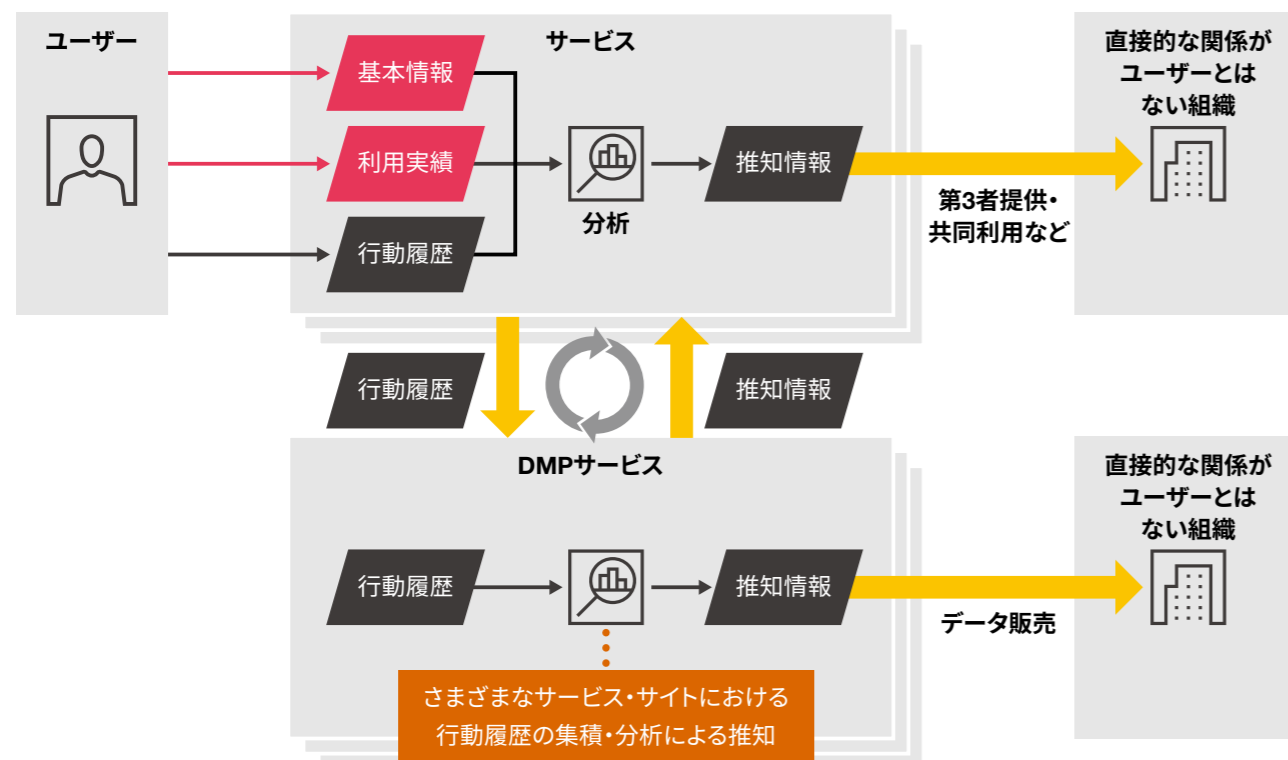 ユーザー
サービス
基本情報
利用実績
行動履歴
分析
推知情報
第3者提供・
共同利用など
直接的な関係が
ユーザーとは
ない組織
行動履歴
推知情報
DMPサービス
行動履歴
推知情報
データ販売
直接的な関係が
ユーザーとは
ない組織
さまざまなサービス・サイトにおける
行動履歴の集積・分析による推知